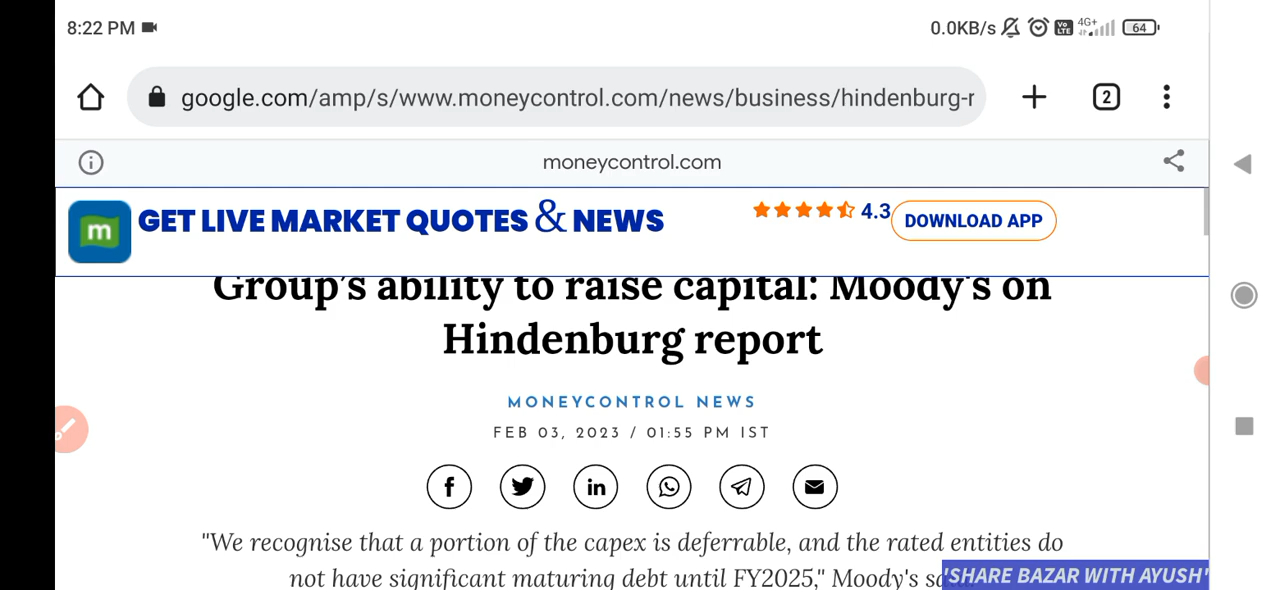 8:22 PM
0.0KB/s Vo LTE 4G+ 64
google.com/amp/s/www.moneycontrol.com/news/business/hindenburg-r
2
moneycontrol.com
m GET LIVE MARKET QUOTES & NEWS 4.3 DOWNLOAD APP
Group's ability to raise capital: Moody's on
Hindenburg report
MONEYCONTROL NEWS
FEB 03, 2023 / 01:55 PM IST
"We recognise that a portion of the capex is deferrable, and the rated entities do
not have significant maturing debt until FY2025," Moody's
'SHARE BAZAR WITH AYUSH'